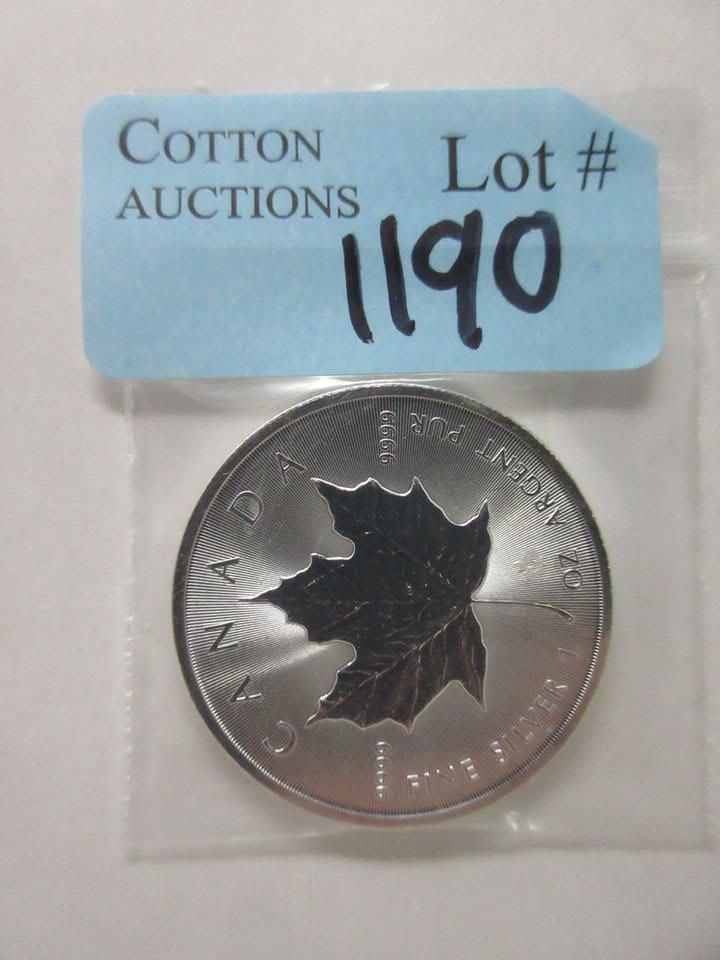 COTTON
AUCTIONS
Lot #
1190
CANADA
9999
9999
FINE SILVER 1 OZ ARGENT PUR